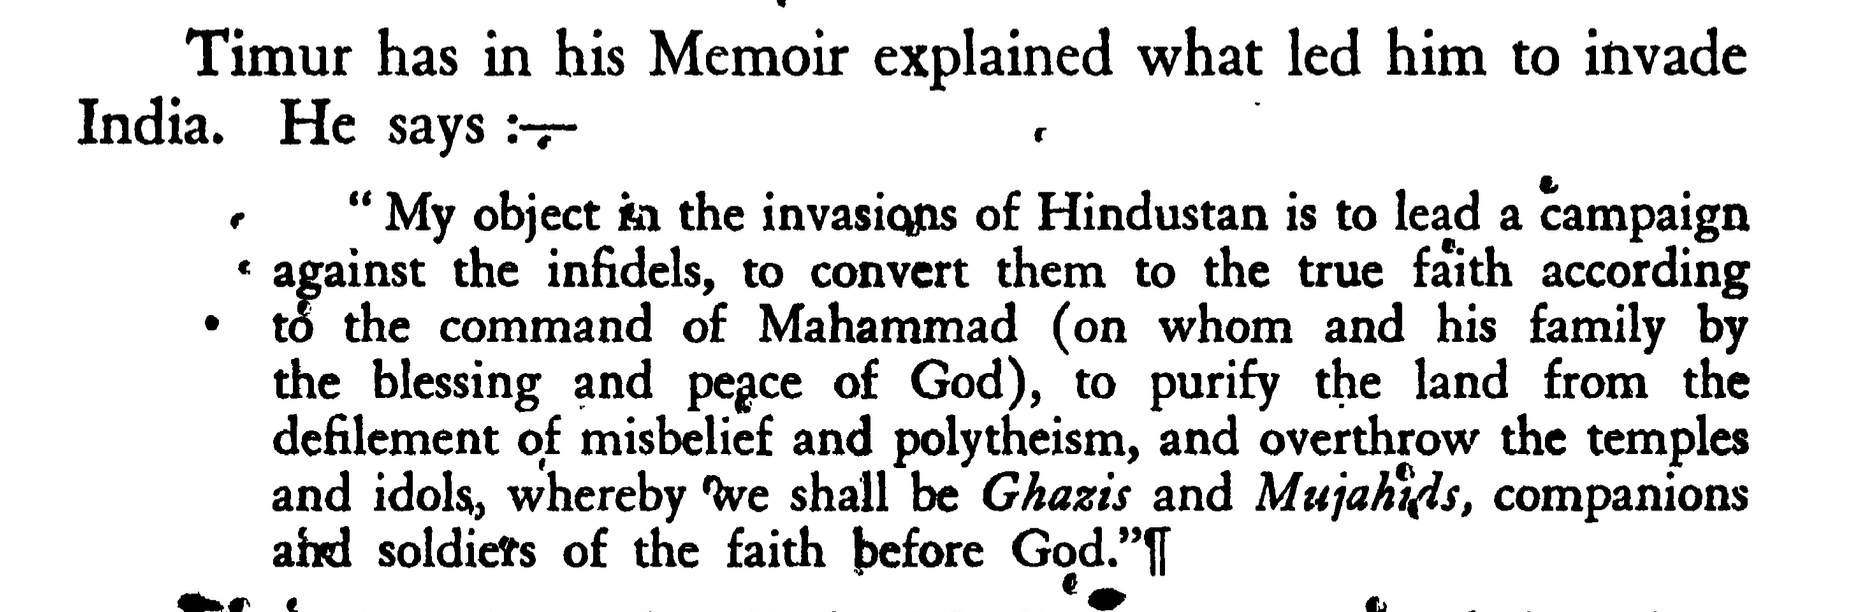 Timur has in his Memoir explained what led him to invade
India. He says :—
“ My object in the invasions of Hindustan is to lead a campaign
against the infidels, to convert them to the true faith according
to the command of Mahammad (on whom and his family by
the blessing and peace of God), to purify the land from the
defilement of misbelief and polytheism, and overthrow the temples
and idols, whereby we shall be Ghazis and Mujahids, companions
and soldiers of the faith before God.”¶